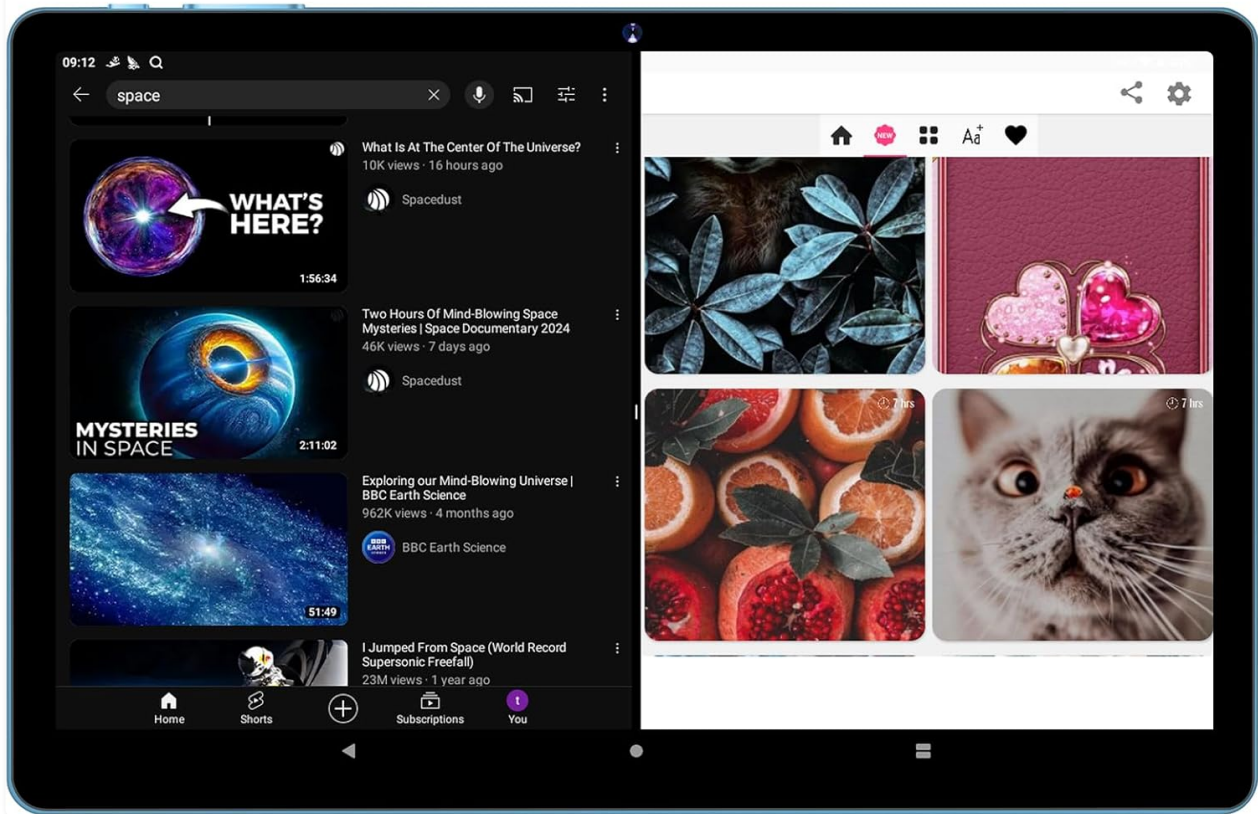 09:12
space
What Is At The Center Of The Universe?
10K views · 16 hours ago
Spacedust
WHAT'S
HERE?
1:56:34
Two Hours Of Mind-Blowing Space
Mysteries | Space Documentary 2024
46K views · 7 days ago
Spacedust
MYSTERIES
IN SPACE
2:11:02
Exploring our Mind-Blowing Universe |
BBC Earth Science
962K views · 4 months ago
BBC
EARTH
BBC Earth Science
51:49
I Jumped From Space (World Record
Supersonic Freefall)
23M views · 1 year ago
Home
Shorts
Subscriptions
t
You
NEW
Aa+
7 hrs
7 hrs